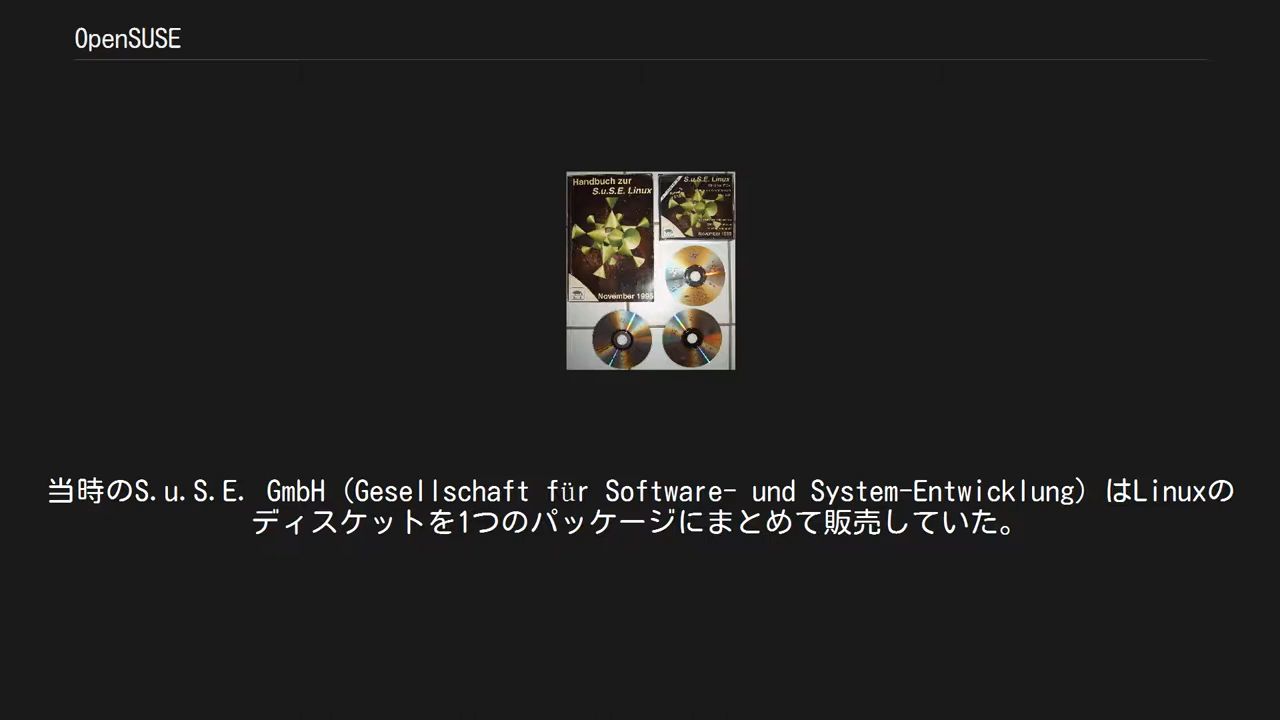 OpenSUSE
Handbuch zur
S.u.S.E. Linux
November 1995
S.u.S.E. Linux
November 1995
当時のS.u.S.E. GmbH (Gesellschaft für Software- und System-Entwicklung) はLinuxの
ディスケットを1つのパッケージにまとめて販売していた。